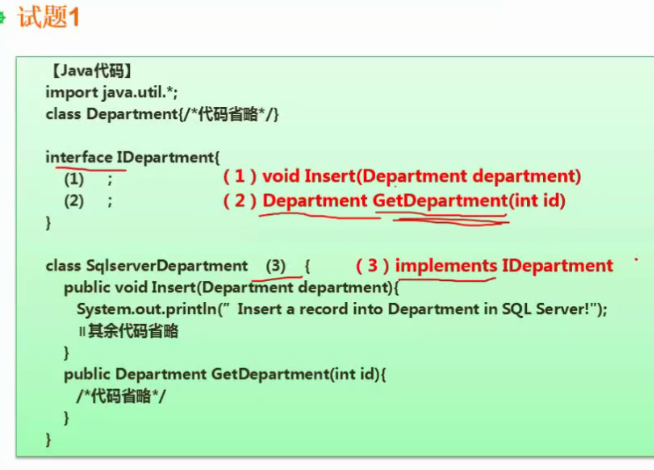 试题1
【Java代码】
import java.util.*;
class Department{/*代码省略*/}
interface IDepartment{
(1) ; (1)void Insert(Department department)
(2) ; (2)Department GetDepartment(int id)
}
class SqlserverDepartment (3) { (3)implements IDepartment
public void Insert(Department department){
System.out.println(" Insert a record into Department in SQL Server!");
॥其余代码省略
}
public Department GetDepartment(int id){
/*代码省略*/
}
}